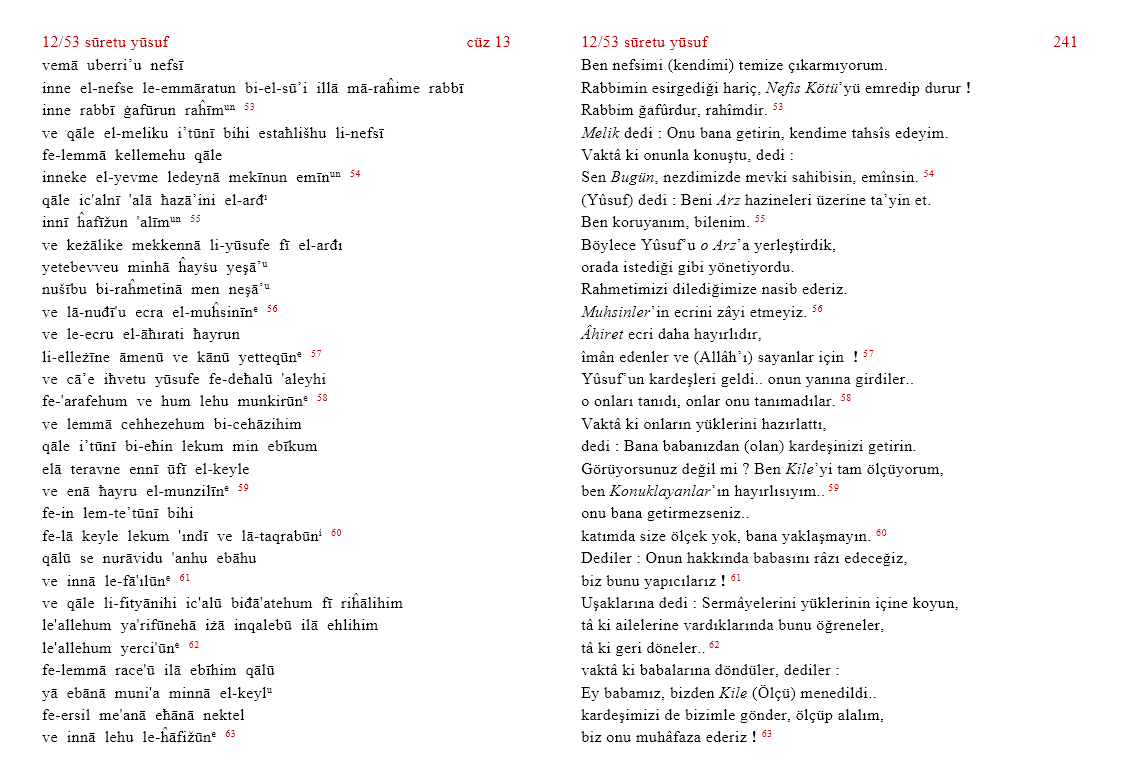 12/53 sūretu yūsuf cüz 13
vemā uberri’u nefsī
inne el-nefse le-emmāratun bi-el-sū’i illā mā-raĥime rabbī
inne rabbī ġafūrun raĥīmᵘⁿ 53
ve qāle el-meliku i’tūnī bihi estaħlišhu li-nefsī
fe-lemmā kellemehu qāle
inneke el-yevme ledeynā mekīnun emīnᵘⁿ 54
qāle ic'alnī 'alā ħazā’ini el-arđⁱ
innī ĥafīžun 'alīmᵘⁿ 55
ve keżālike mekkennā li-yūsufe fī el-arđı
yetebevveu minhā ĥayśu yeşā’ᵘ
nušību bi-raĥmetinā men neşā’ᵘ
ve lā-nuđī'u ecra el-muĥsinīnᵉ 56
ve le-ecru el-āħırati ħayrun
li-elleżīne āmenū ve kānū yetteqūnᵉ 57
ve cā’e iħvetu yūsufe fe-deħalū 'aleyhi
fe-'arafehum ve hum lehu munkirūnᵉ 58
ve lemmā cehhezehum bi-cehāzihim
qāle i’tūnī bi-eħin lekum min ebīkum
elā teravne ennī ūfī el-keyle
ve enā ħayru el-munzilīnᵉ 59
fe-in lem-te’tūnī bihi
fe-lā keyle lekum 'ındī ve lā-taqrabūnⁱ 60
qālū se nurāvidu 'anhu ebāhu
ve innā le-fā'ılūnᵉ 61
ve qāle li-fityānihi ic'alū biđā'atehum fī riĥālihim
le'allehum ya'rifūnehā iżā inqalebū ilā ehlihim
le'allehum yerci'ūnᵉ 62
fe-lemmā race'ū ilā ebīhim qālū
yā ebānā muni'a minnā el-keylᵘ
fe-ersil me'anā eħānā nektel
ve innā lehu le-ĥāfižūnᵉ 63
12/53 sūretu yūsuf 241
Ben nefsimi (kendimi) temize çıkarmıyorum.
Rabbimin esirgediği hariç, Nefis Kötü’yü emredip durur !
Rabbim ğafûrdur, rahîmdir. 53
Melik dedi : Onu bana getirin, kendime tahsîs edeyim.
Vaktâ ki onunla konuştu, dedi :
Sen Bugün, nezdimizde mevki sahibisin, emînsin. 54
(Yûsuf) dedi : Beni Arz hazineleri üzerine ta’yin et.
Ben koruyanım, bilenim. 55
Böylece Yûsuf’u o Arz’a yerleştirdik,
orada istediği gibi yönetiyordu.
Rahmetimizi dilediğimize nasib ederiz.
Muhsinler’in ecrini zâyi etmeyiz. 56
Âhiret ecri daha hayırlıdır,
îmân edenler ve (Allâh’ı) sayanlar için ! 57
Yûsuf’un kardeşleri geldi.. onun yanına girdiler..
o onları tanıdı, onlar onu tanımadılar. 58
Vaktâ ki onların yüklerini hazırlattı,
dedi : Bana babanızdan (olan) kardeşinizi getirin.
Görüyorsunuz değil mi ? Ben Kile’yi tam ölçüyorum,
ben Konuklayanlar’ın hayırlısıyım.. 59
onu bana getirmezseniz..
katımda size ölçek yok, bana yaklaşmayın. 60
Dediler : Onun hakkında babasını râzı edeceğiz,
biz bunu yapıcılarız ! 61
Uşaklarına dedi : Sermâyelerini yüklerinin içine koyun,
tâ ki ailelerine vardıklarında bunu öğreneler,
tâ ki geri döneler.. 62
vaktâ ki babalarına döndüler, dediler :
Ey babamız, bizden Kile (Ölçü) menedildi..
kardeşimizi de bizimle gönder, ölçüp alalım,
biz onu muhâfaza ederiz ! 63